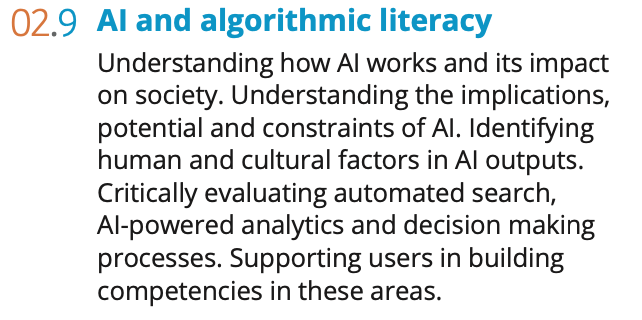 02.9 AI and algorithmic literacy
Understanding how AI works and its impact
on society. Understanding the implications,
potential and constraints of AI. Identifying
human and cultural factors in AI outputs.
Critically evaluating automated search,
AI-powered analytics and decision making
processes. Supporting users in building
competencies in these areas.